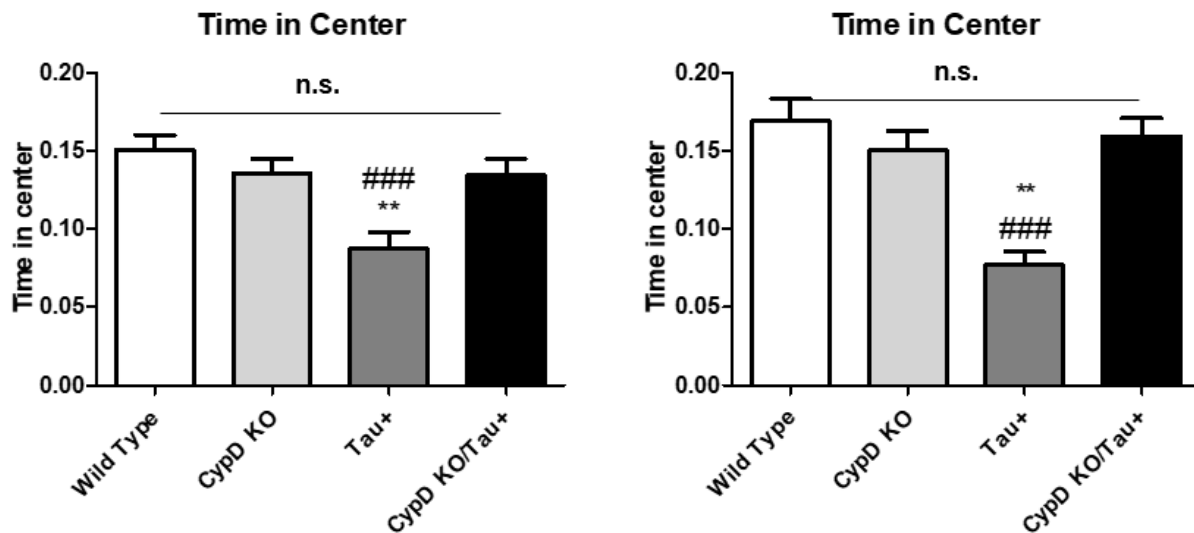 Time in Center
n.s.
0.20
0.15
0.10
0.05
0.00
Time in center
###
**
Wild Type
CypD KO
Tau+
CypD KO/Tau+
Time in Center
n.s.
0.20
0.15
0.10
0.05
0.00
Time in center
**
###
Wild Type
CypD KO
Tau+
CypD KO/Tau+